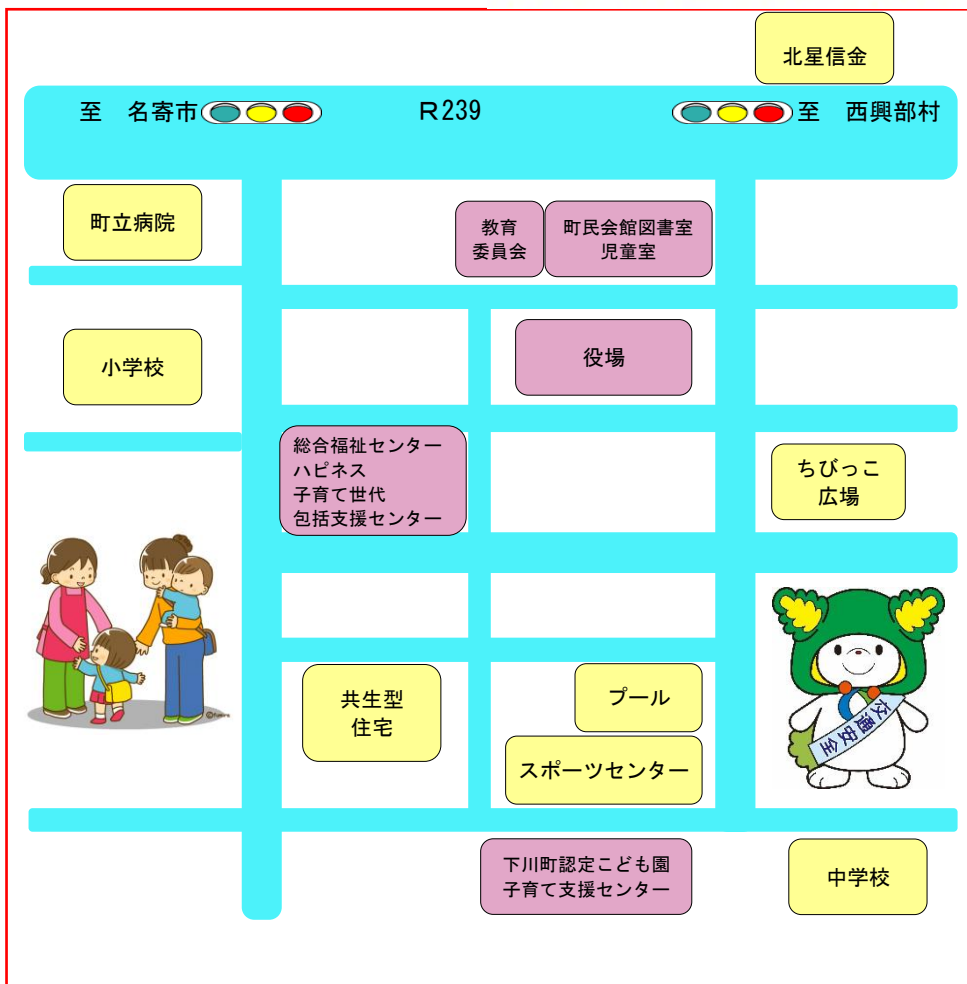 北星信金
至　名寄市
R239
至　西興部村
町立病院
教育
委員会
町民会館図書室
児童室
小学校
役場
総合福祉センター
ハピネス
子育て世代
包括支援センター
ちびっこ
広場
共生型
住宅
プール
スポーツセンター
交通安全
下川町認定こども園
子育て支援センター
中学校